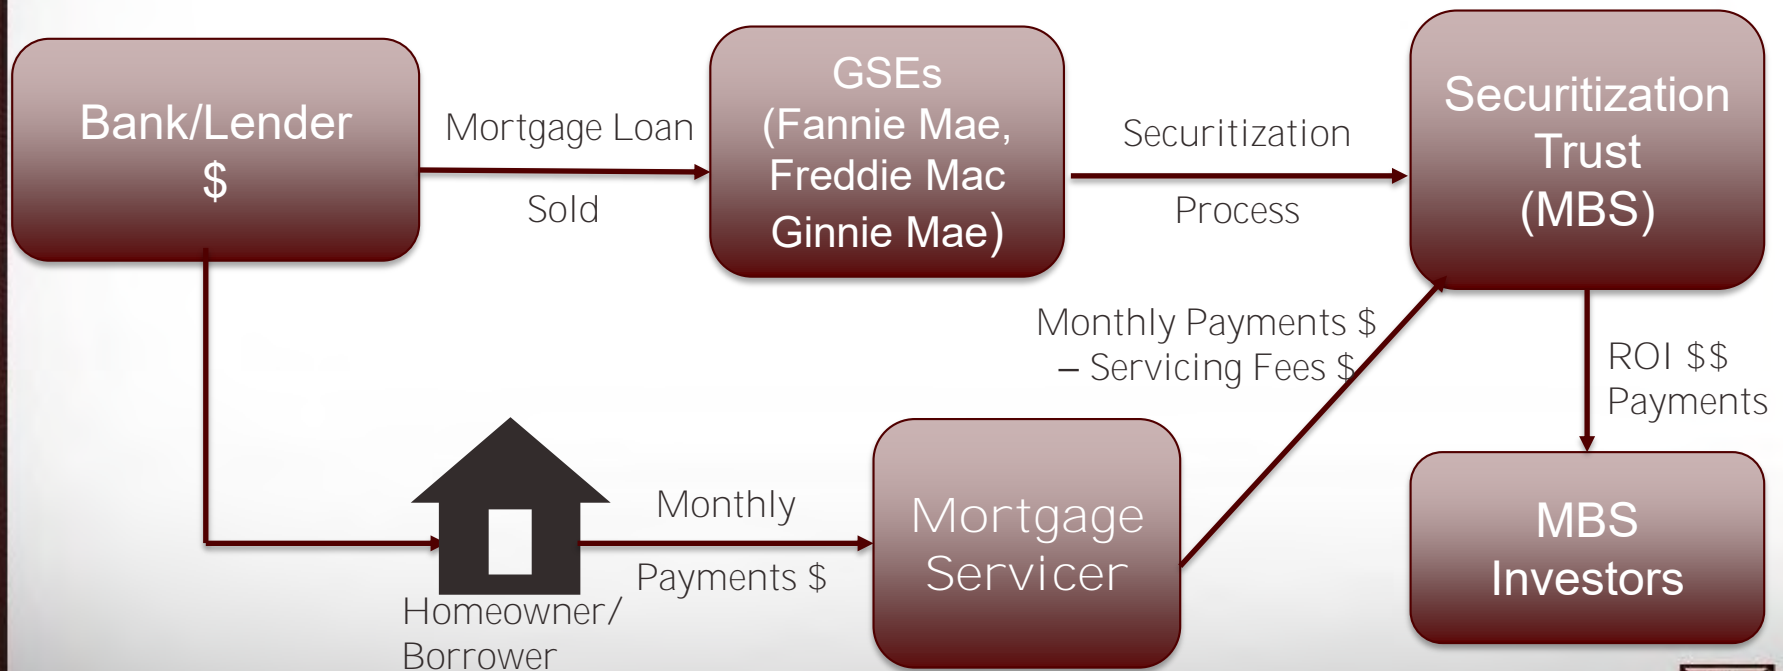 Bank/Lender
$
Mortgage Loan
Sold
GSEs
(Fannie Mae,
Freddie Mac
Ginnie Mae)
Securitization
Process
Securitization
Trust
(MBS)
Monthly Payments $
– Servicing Fees $
ROI $$
Payments
Homeowner/
Borrower
Monthly
Payments $
Mortgage
Servicer
MBS
Investors